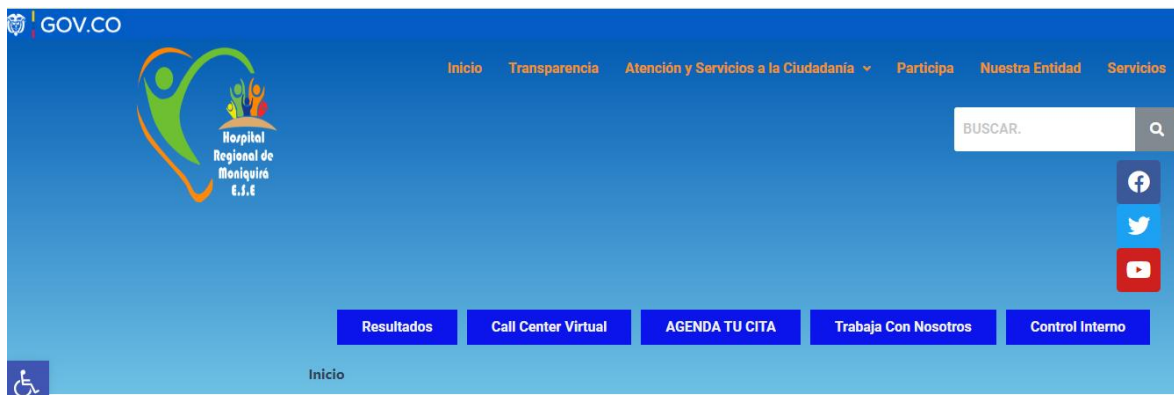 GOV.CO
Inicio Transparencia Atención y Servicios a la Ciudadanía Participa Nuestra Entidad Servicios
BUSCAR.
Hospital
Regional de
Moniquirá
E.S.E
Resultados Call Center Virtual AGENDA TU CITA Trabaja Con Nosotros Control Interno
Inicio